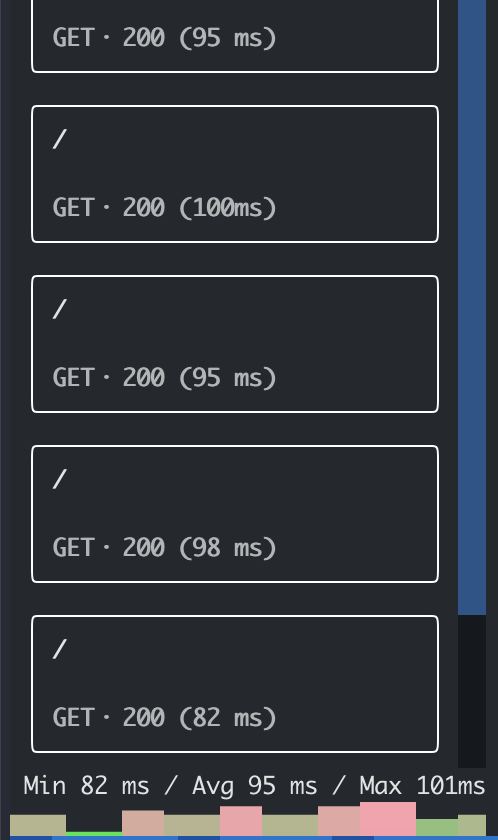 GET · 200 (95 ms)
/
GET · 200 (100ms)
/
GET · 200 (95 ms)
/
GET · 200 (98 ms)
/
GET · 200 (82 ms)
Min 82 ms / Avg 95 ms / Max 101ms